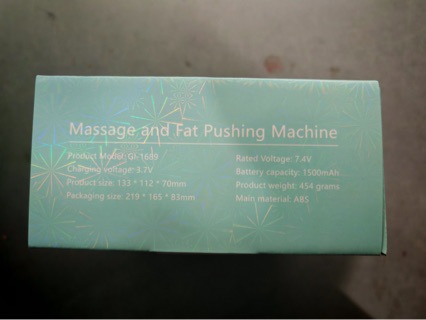 Massage and Fat Pushing Machine
Product Model: GI-1689
Charging voltage: 3.7V
Product size: 133 * 112 * 70mm
Packaging size: 219 * 165 * 83mm
Rated Voltage: 7.4V
Battery capacity: 1500mAh
Product weight: 454 grams
Main material: ABS